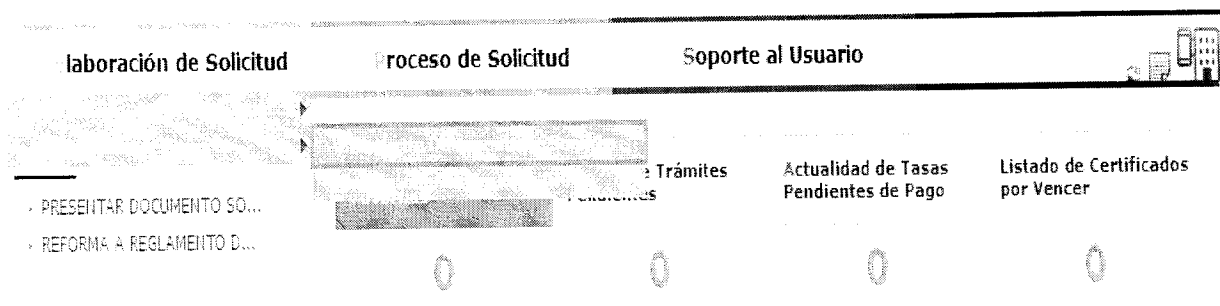 laboración de Solicitud
roceso de Solicitud
Soporte al Usuario
Trámites
Actualidad de Tasas
Pendientes de Pago
Listado de Certificados
por Vencer
› PRESENTAR DOCUMENTO SO...
› REFORMA A REGLAMENTO D...
0
0
0
0